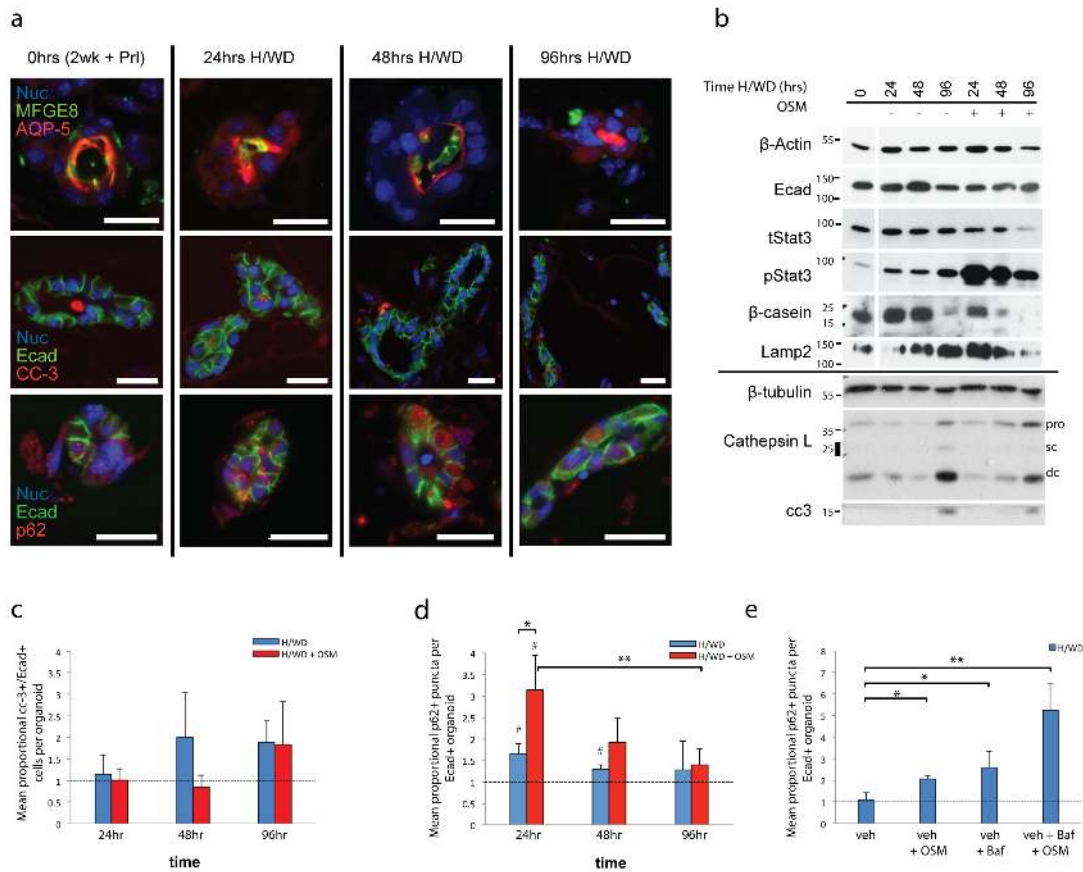 a
0hrs (2wk + Prl)
24hrs H/WD
48hrs H/WD
96hrs H/WD
Nuc
MFGE8
AQP-5
Nuc
Ecad
CC-3
Nuc
Ecad
p62
b
Time H/WD (hrs) 0 24 48 96 24 48 96
OSM - - - + + +
β-Actin 55
Ecad 150 100
tStat3 100
pStat3 100
β-casein 25 15
Lamp2 150 100
β-tubulin 55
Cathepsin L 35 25 pro sc dc
cc3 15
c
Mean proportional cc-3+/Ecad+
cells per organoid
4
3.5
3
2.5
2
1.5
1
0.5
0
H/WD
H/WD + OSM
24hr 48hr 96hr
time
d
Mean proportional p62+ puncta per
Ecad+ organoid
4
3.5
3
2.5
2
1.5
1
0.5
0
H/WD
H/WD + OSM
*
**
#
#
#
24hr 48hr 96hr
time
e
Mean proportional p62+ puncta per
Ecad+ organoid
8
7
6
5
4
3
2
1
0
H/WD
**
*
*
veh
veh
+ OSM
veh
+ Baf
veh + Baf
+ OSM